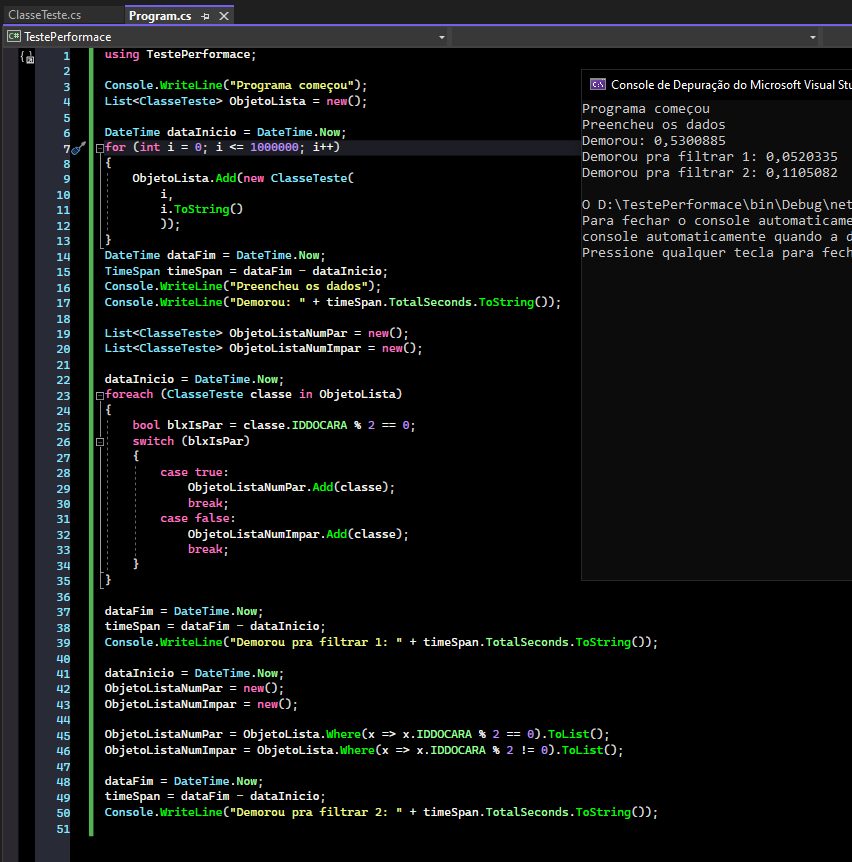 ClasseTeste.cs
Program.cs
C# TestePerformace
1 using TestePerformace;
2
3 Console.WriteLine("Programa começou");
4 List<ClasseTeste> ObjetoLista = new();
5
6 DateTime dataInicio = DateTime.Now;
7 for (int i = 0; i <= 1000000; i++)
8 {
9 ObjetoLista.Add(new ClasseTeste(
10 i,
11 i.ToString()
12 ));
13 }
14 DateTime dataFim = DateTime.Now;
15 TimeSpan timeSpan = dataFim - dataInicio;
16 Console.WriteLine("Preencheu os dados");
17 Console.WriteLine("Demorou: " + timeSpan.TotalSeconds.ToString());
18
19 List<ClasseTeste> ObjetoListaNumPar = new();
20 List<ClasseTeste> ObjetoListaNumImpar = new();
21
22 dataInicio = DateTime.Now;
23 foreach (ClasseTeste classe in ObjetoLista)
24 {
25 bool blxIsPar = classe.IDDOCARA % 2 == 0;
26 switch (blxIsPar)
27 {
28 case true:
29 ObjetoListaNumPar.Add(classe);
30 break;
31 case false:
32 ObjetoListaNumImpar.Add(classe);
33 break;
34 }
35 }
36
37 dataFim = DateTime.Now;
38 timeSpan = dataFim - dataInicio;
39 Console.WriteLine("Demorou pra filtrar 1: " + timeSpan.TotalSeconds.ToString());
40
41 dataInicio = DateTime.Now;
42 ObjetoListaNumPar = new();
43 ObjetoListaNumImpar = new();
44
45 ObjetoListaNumPar = ObjetoLista.Where(x => x.IDDOCARA % 2 == 0).ToList();
46 ObjetoListaNumImpar = ObjetoLista.Where(x => x.IDDOCARA % 2 != 0).ToList();
47
48 dataFim = DateTime.Now;
49 timeSpan = dataFim - dataInicio;
50 Console.WriteLine("Demorou pra filtrar 2: " + timeSpan.TotalSeconds.ToString());
51
Console de Depuração do Microsoft Visual Stu
Programa começou
Preencheu os dados
Demorou: 0,5300885
Demorou pra filtrar 1: 0,0520335
Demorou pra filtrar 2: 0,1105082
O D:\TestePerformace\bin\Debug\net
Para fechar o console automaticame
console automaticamente quando a d
Pressione qualquer tecla para fech